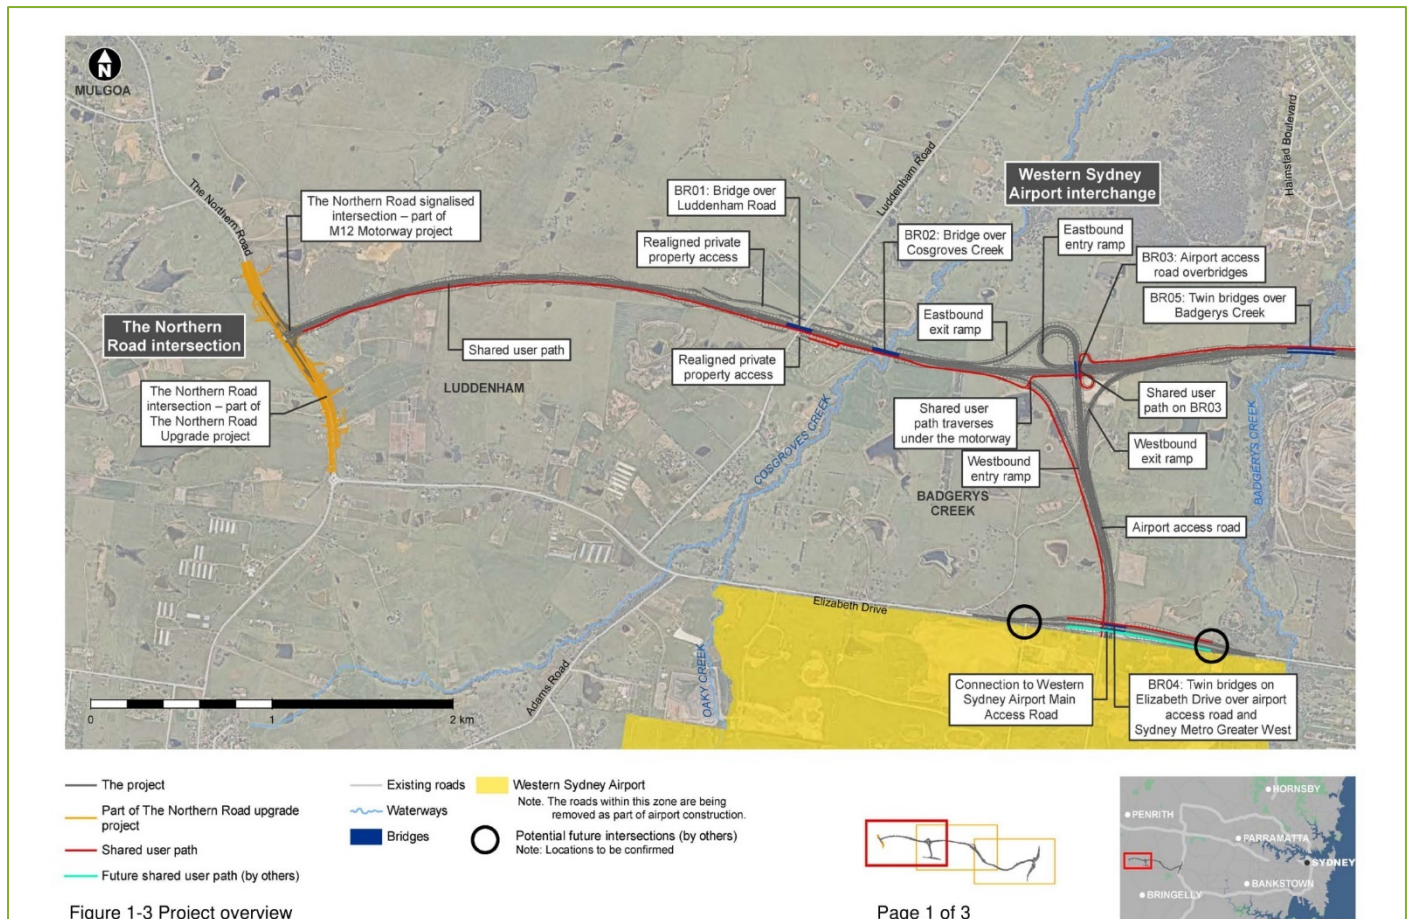 N
MULGOA
The Northern Road
The Northern Road signalised
intersection – part of
M12 Motorway project
BR01: Bridge over
Luddenham Road
Realigned private
property access
Luddenham Road
Western Sydney
Airport interchange
Halmstad Boulevard
BR02: Bridge over
Cosgroves Creek
Eastbound
entry ramp
BR03: Airport access
road overbridges
BR05: Twin bridges over
Badgerys Creek
Eastbound
exit ramp
The Northern
Road intersection
Shared user path
Realigned private
property access
LUDDENHAM
The Northern Road
intersection – part of
The Northern Road
Upgrade project
Shared user
path traverses
under the motorway
Shared user
path on BR03
Westbound
entry ramp
Westbound
exit ramp
COSGROVES CREEK
BADGERYS
CREEK
BADGERYS CREEK
Airport access road
Elizabeth Drive
Adams Road
OAKY CREEK
Connection to Western
Sydney Airport Main
Access Road
BR04: Twin bridges on
Elizabeth Drive over airport
access road and
Sydney Metro Greater West
0 1 2 km
The project
Part of The Northern Road upgrade
project
Shared user path
Future shared user path (by others)
Existing roads
Waterways
Bridges
Western Sydney Airport
Note. The roads within this zone are being
removed as part of airport construction.
Potential future intersections (by others)
Note: Locations to be confirmed
HORNSBY
PENRITH
PARRAMATTA
SYDNEY
BANKSTOWN
BRINGELLY
Figure 1-3 Project overview
Page 1 of 3